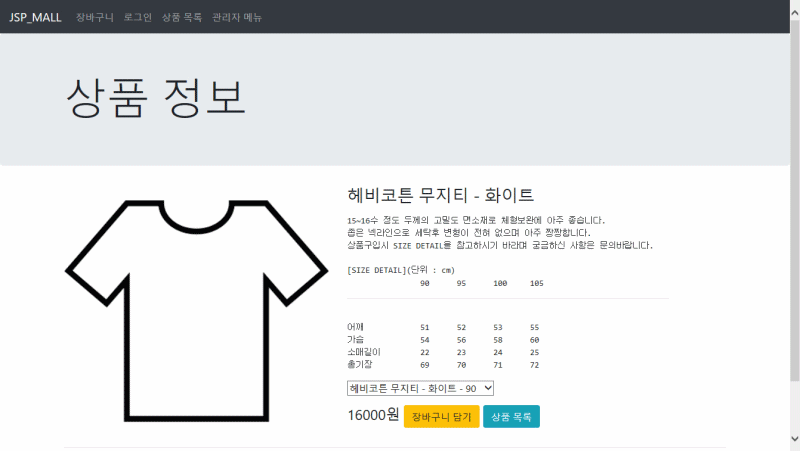 JSP_MALL 장바구니 로그인 상품 목록 관리자 메뉴
상품 정보
헤비코튼 무지티 - 화이트
15~16수 정도 두께의 고밀도 면소재로 체형보완에 아주 좋습니다.
좁은 넥라인으로 세탁후 변형이 전혀 없으며 아주 짱짱합니다.
상품구입시 SIZE DETAIL을 참고하시기 바라며 궁금하신 사항은 문의바랍니다.
[SIZE DETAIL](단위 : cm)
90 95 100 105
어깨 51 52 53 55
가슴 54 56 58 60
소매길이 22 23 24 25
총기장 69 70 71 72
헤비코튼 무지티 - 화이트 - 90
16000원 장바구니 담기 상품 목록